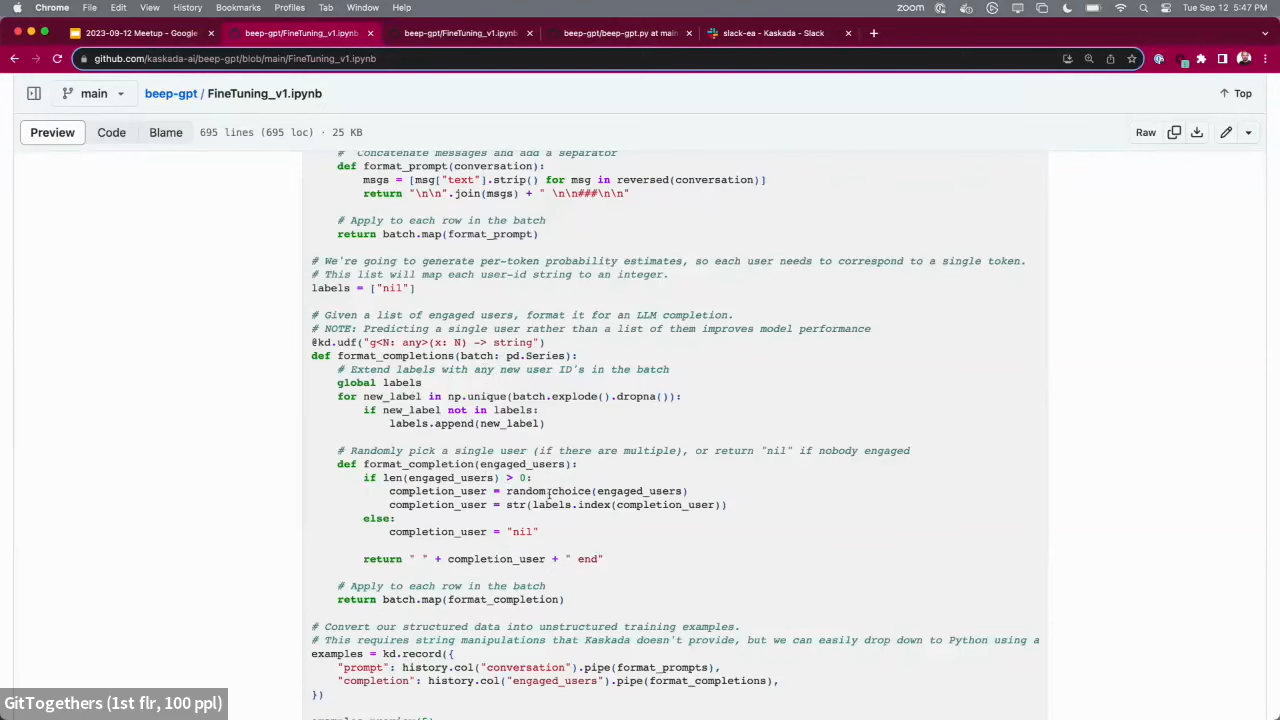 Chrome File Edit View History Bookmarks Profiles Tab Window Help zoom Tue Sep 12 5:47 PM
2023-09-12 Meetup - Google beep-gpt/FineTuning_v1.ipynb beep-gpt/FineTuning_v1.ipynb beep-gpt/beep-gpt.py at main slack-ea - Kaskada - Slack
github.com/kaskada-ai/beep-gpt/blob/main/FineTuning_v1.ipynb
main beep-gpt / FineTuning_v1.ipynb Top
Preview Code Blame 695 lines (695 loc) · 25 KB Raw
# Concatenate messages and add a separator
def format_prompt(conversation):
msgs = [msg["text"].strip() for msg in reversed(conversation)]
return "\n\n".join(msgs) + " \n\n###\n\n"
# Apply to each row in the batch
return batch.map(format_prompt)
# We're going to generate per-token probability estimates, so each user needs to correspond to a single token.
# This list will map each user-id string to an integer.
labels = ["nil"]
# Given a list of engaged users, format it for an LLM completion.
# NOTE: Predicting a single user rather than a list of them improves model performance
@kd.udf("g<N: any>(x: N) -> string")
def format_completions(batch: pd.Series):
# Extend labels with any new user ID's in the batch
global labels
for new_label in np.unique(batch.explode().dropna()):
if new_label not in labels:
labels.append(new_label)
# Randomly pick a single user (if there are multiple), or return "nil" if nobody engaged
def format_completion(engaged_users):
if len(engaged_users) > 0:
completion_user = random.choice(engaged_users)
completion_user = str(labels.index(completion_user))
else:
completion_user = "nil"
return " " + completion_user + " end"
# Apply to each row in the batch
return batch.map(format_completion)
# Convert our structured data into unstructured training examples.
# This requires string manipulations that Kaskada doesn't provide, but we can easily drop down to Python using a
examples = kd.record({
"prompt": history.col("conversation").pipe(format_prompts),
"completion": history.col("engaged_users").pipe(format_completions),
})
GitTogethers (1st flr, 100 ppl)